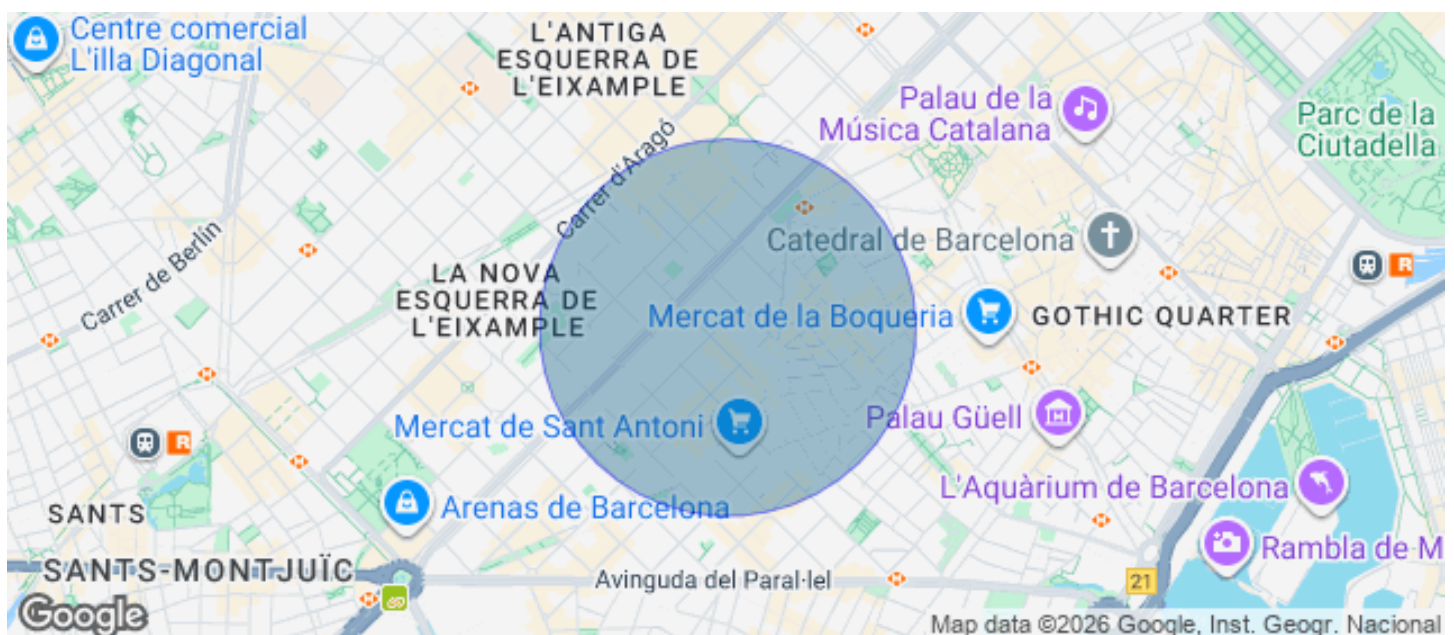 Centre comercial
L'illa Diagonal
L'ANTIGA
ESQUERRA DE
L'EIXAMPLE
Palau de la
Música Catalana
Parc de la
Ciutadella
Carrer d'Aragó
Catedral de Barcelona
Carrer de Berlín
R
LA NOVA
ESQUERRA DE
L'EIXAMPLE
Mercat de la Boqueria
GOTHIC QUARTER
Mercat de Sant Antoni
Palau Güell
R
Arenas de Barcelona
L'Aquàrium de Barcelona
SANTS
Rambla de M
SANTS-MONTJUÏC
Avinguda del Paral·lel
21
Google
Map data ©2026 Google, Inst. Geogr. Nacional